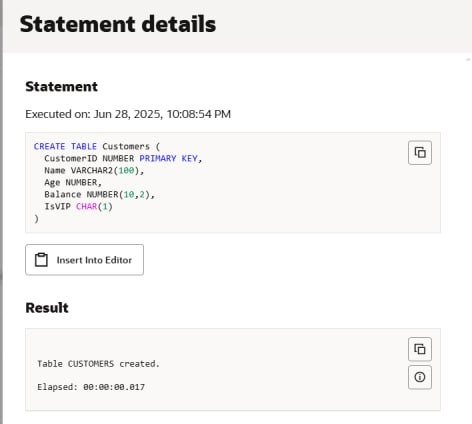 Statement details
Statement
Executed on: Jun 28, 2025, 10:08:54 PM
CREATE TABLE Customers (
  CustomerID NUMBER PRIMARY KEY,
  Name VARCHAR2(100),
  Age NUMBER,
  Balance NUMBER(10,2),
  IsVIP CHAR(1)
)
Insert Into Editor
Result
Table CUSTOMERS created.
Elapsed: 00:00:00.017